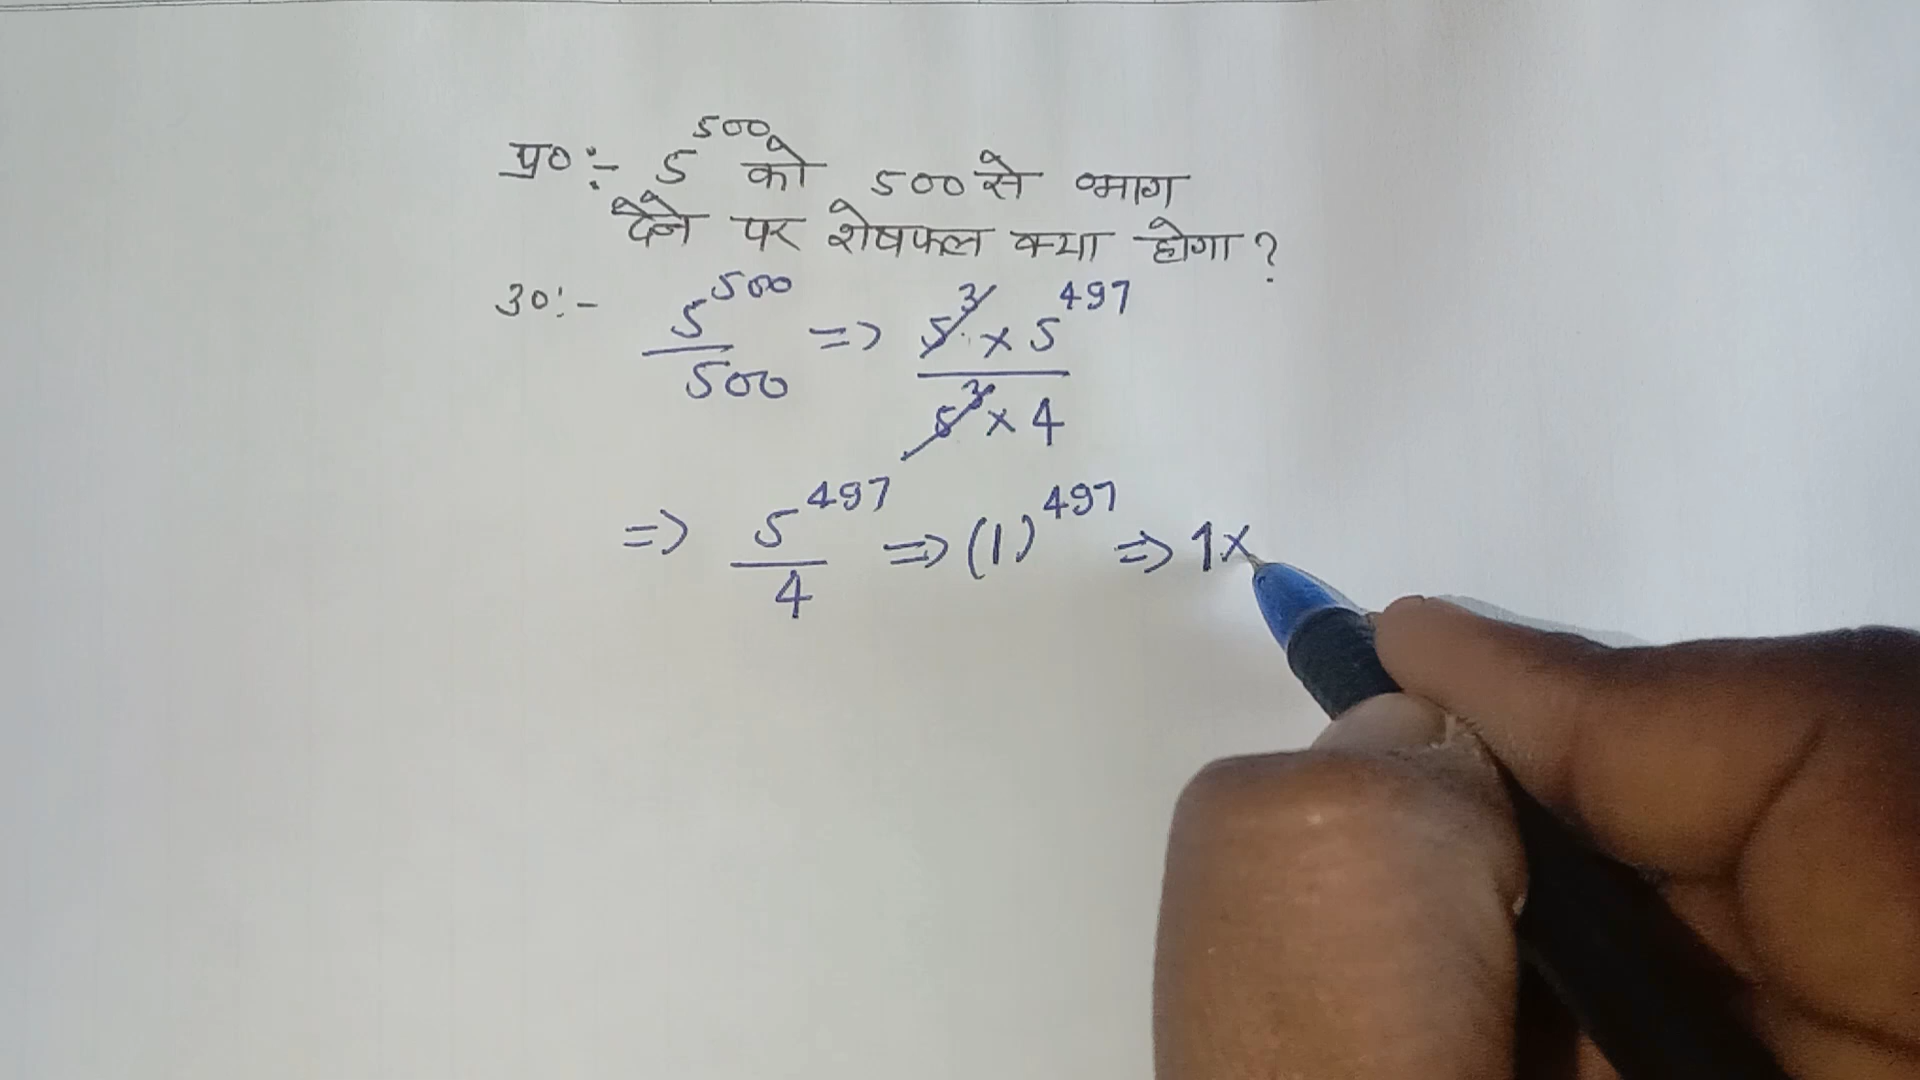 प्र०:- 5^500 को 500 से भाग
देने पर शेषफल क्या होगा?
उ०:- 5^500/500 => 5^3 × 5^497 / 5^3 × 4
=> 5^497/4 => (1)^497 => 1×